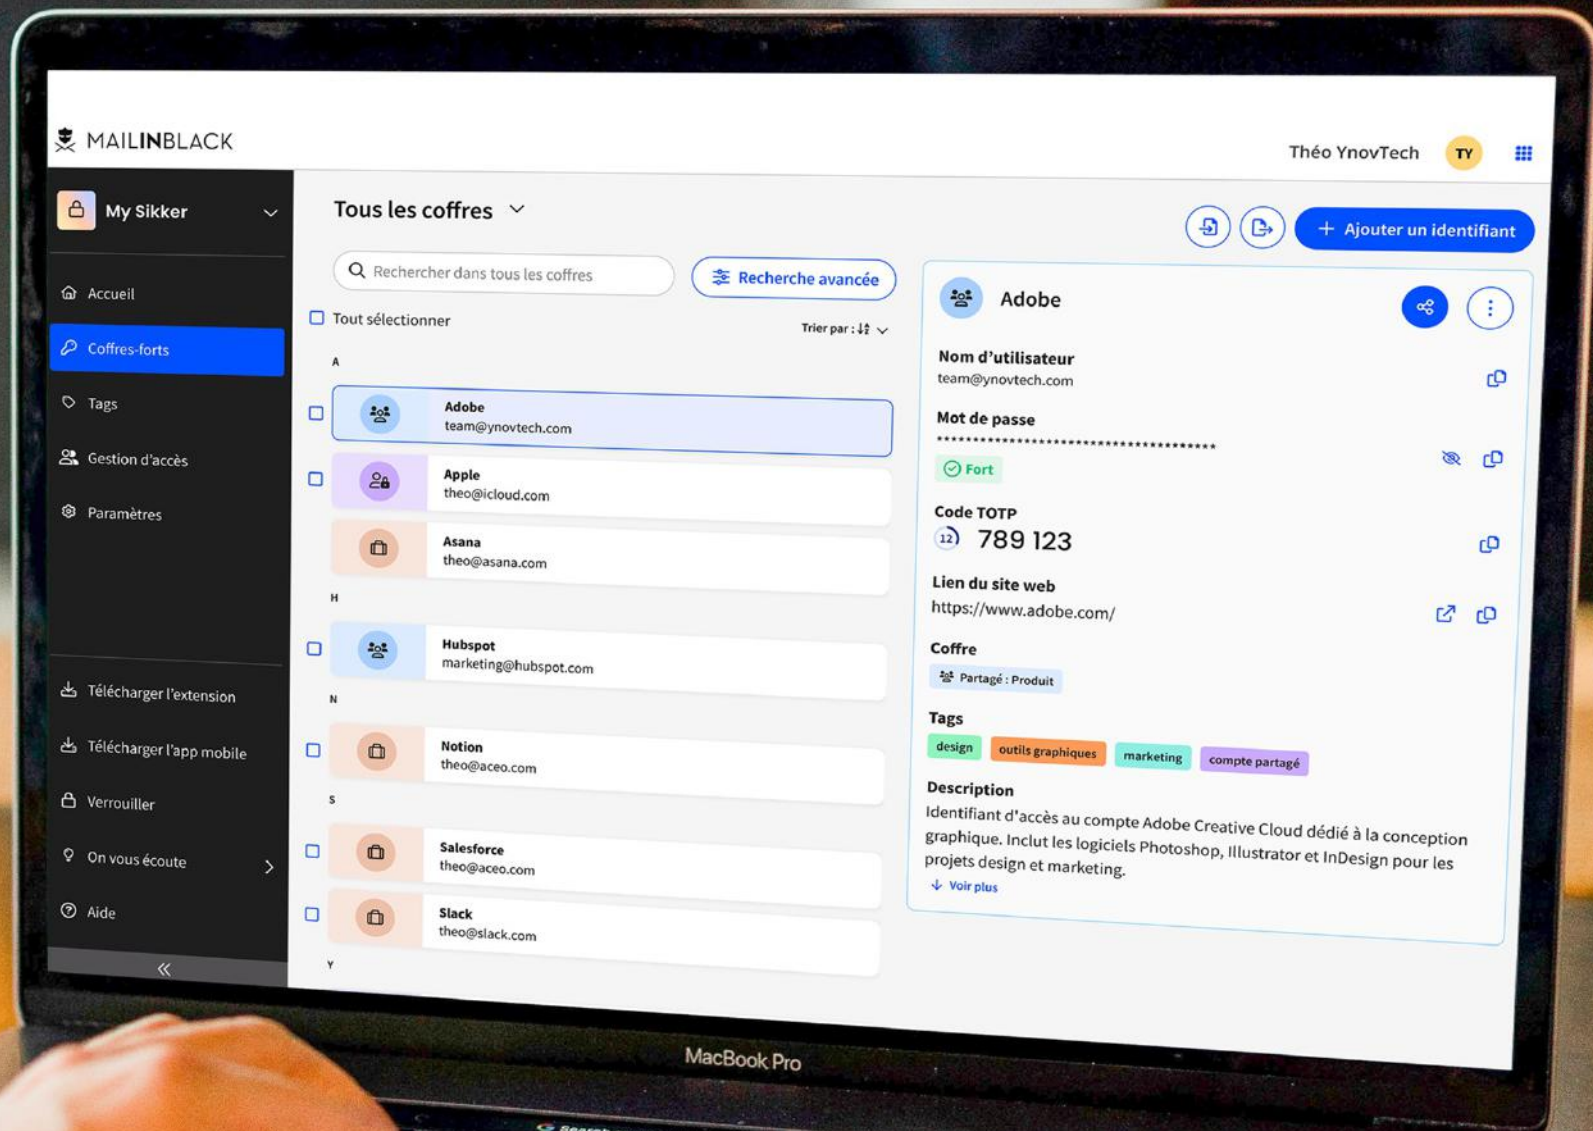 MAILINBLACK
Théo YnovTech
TY
My Sikker
Accueil
Coffres-forts
Tags
Gestion d'accès
Paramètres
Télécharger l'extension
Télécharger l'app mobile
Verrouiller
On vous écoute
Aide
Tous les coffres
Rechercher dans tous les coffres
Recherche avancée
Tout sélectionner
Trier par :
A
Adobe
team@ynovtech.com
Apple
theo@icloud.com
Asana
theo@asana.com
H
Hubspot
marketing@hubspot.com
N
Notion
theo@aceo.com
S
Salesforce
theo@aceo.com
Slack
theo@slack.com
Y
+ Ajouter un identifiant
Adobe
Nom d'utilisateur
team@ynovtech.com
Mot de passe
***************************************
Fort
Code TOTP
12 789 123
Lien du site web
https://www.adobe.com/
Coffre
Partagé : Produit
Tags
design outils graphiques marketing compte partagé
Description
Identifiant d'accès au compte Adobe Creative Cloud dédié à la conception
graphique. Inclut les logiciels Photoshop, Illustrator et InDesign pour les
projets design et marketing.
Voir plus
MacBook Pro